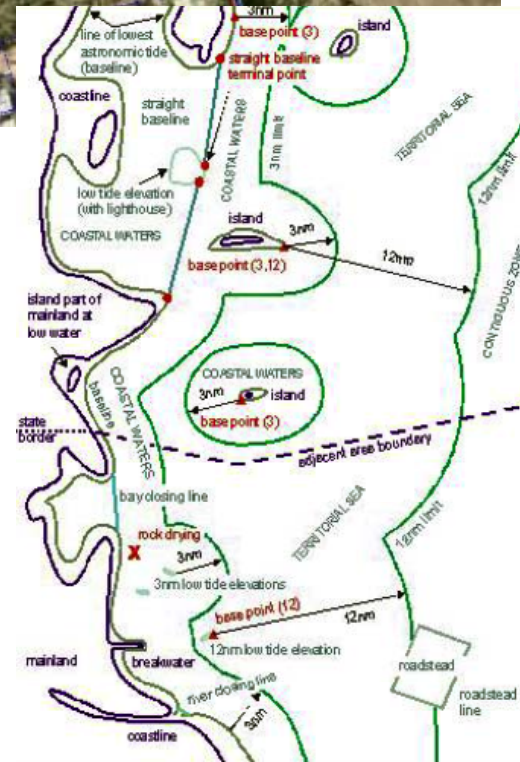 3nm
base point (3)
island
line of lowest
astronomic tide
(baseline)
straight baseline
terminal point
coastline
straight
baseline
COASTAL WATERS
3nm limit
TERRITORIAL SEA
12nm limit
low tide elevation
(with lighthouse)
COASTAL WATERS
island
3nm
base point (3,12)
12nm
CONTIGUOUS
island part of
mainland at
low water
baseline
COASTAL WATERS
COASTAL WATERS
3nm
island
base point (3)
state
border
adjacent area boundary
bay closing line
TERRITORIAL SEA
12nm limit
rock drying
X
3nm
3nm low tide elevations
base point (12)
12nm
12nm low tide elevation
mainland
breakwater
roadstead
river closing line
3nm
roadstead
line
coastline